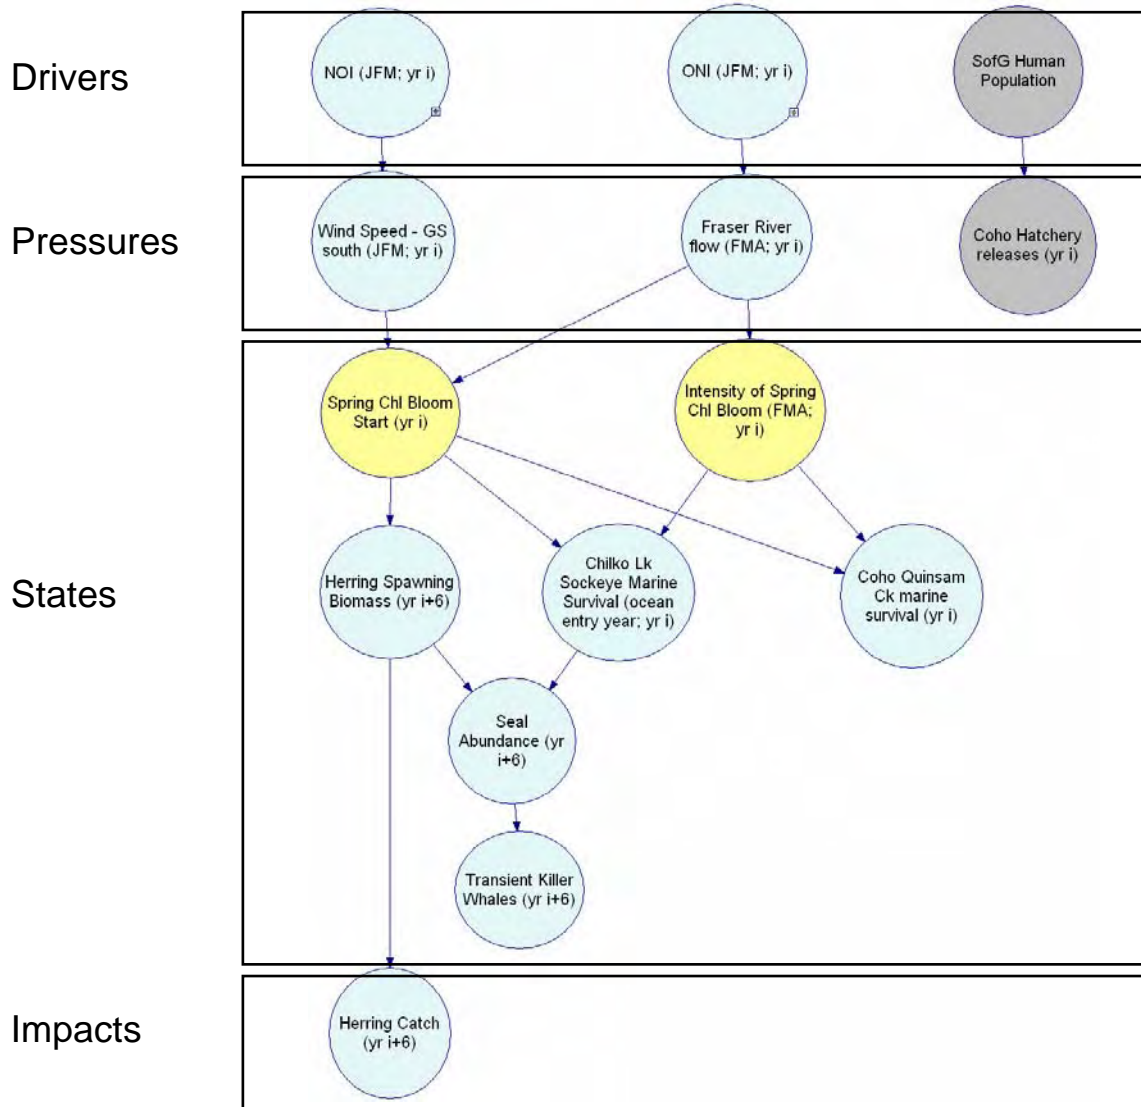 Drivers
NOI (JFM; yr i)
ONI (JFM; yr i)
SofG Human
Population
Pressures
Wind Speed - GS
south (JFM; yr i)
Fraser River
flow (FMA; yr i)
Coho Hatchery
releases (yr i)
States
Spring Chl Bloom
Start (yr i)
Intensity of Spring
Chl Bloom (FMA;
yr i)
Herring Spawning
Biomass (yr i+6)
Chilko Lk
Sockeye Marine
Survival (ocean
entry year; yr i)
Coho Quinsam
Ck marine
survival (yr i)
Seal
Abundance (yr
i+6)
Transient Killer
Whales (yr i+6)
Impacts
Herring Catch
(yr i+6)